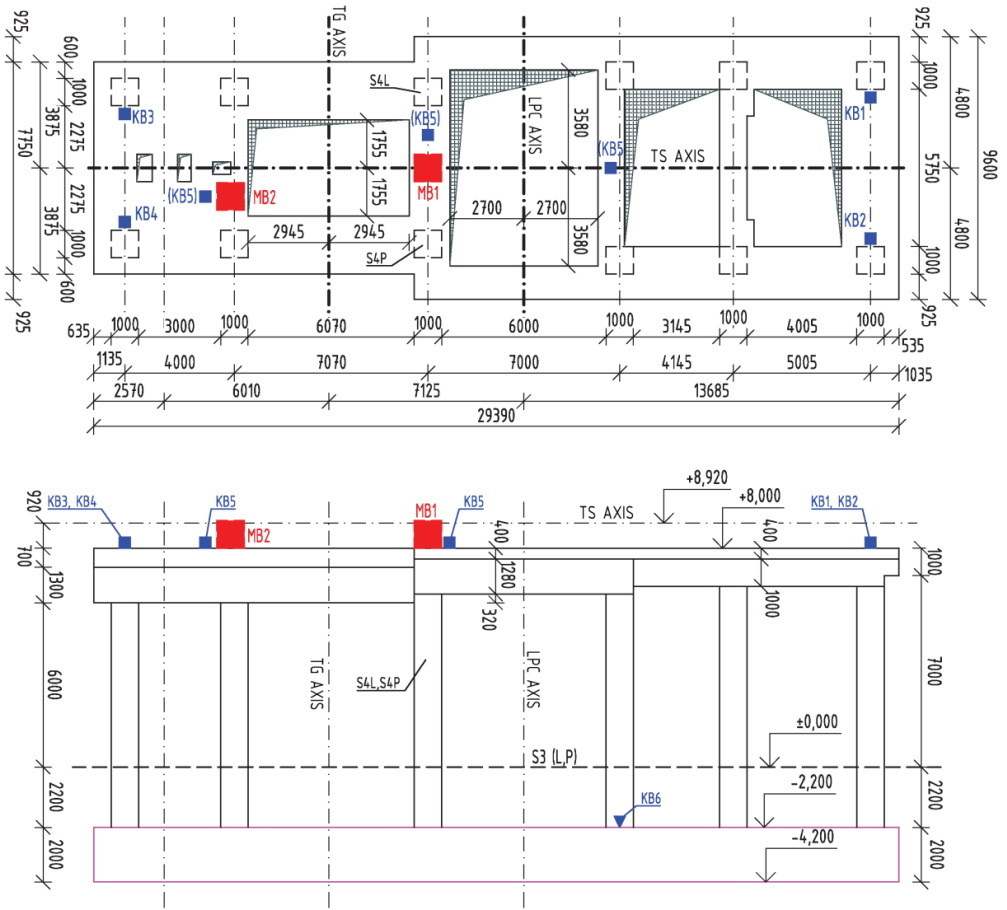 925
600
1000
3875
7750
2275
2275
3875
1000
600
925
TG AXIS
S4L
KB3
(KB5)
1755
MB1
(KB5)
MB2
KB4
1755
2945
2945
S4P
LPC AXIS
3580
(KB5
TS AXIS
2700
2700
3580
KB1
KB2
925
1000
4800
9600
5750
4800
1000
925
635
1000
3000
1000
6070
1000
6000
1000
3145
1000
4005
1000
535
1135
4000
7070
7000
4145
5005
1035
2570
6010
7125
13685
29390
920
KB3, KB4
KB5
MB2
MB1
KB5
TS AXIS
+8,920
+8,000
KB1, KB2
700
1300
400
1280
320
400
1000
1000
6000
TG AXIS
S4L,S4P
LPC AXIS
7000
±0,000
S3 (L,P)
2200
KB6
-2,200
2200
2000
-4,200
2000